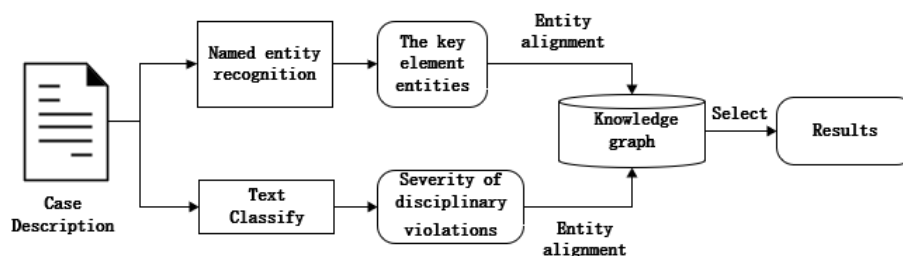 Named entity
recognition
The key
element
entities
Entity
alignment
Knowledge
graph
Select
Results
Case
Description
Text
Classify
Severity of
disciplinary
violations
Entity
alignment